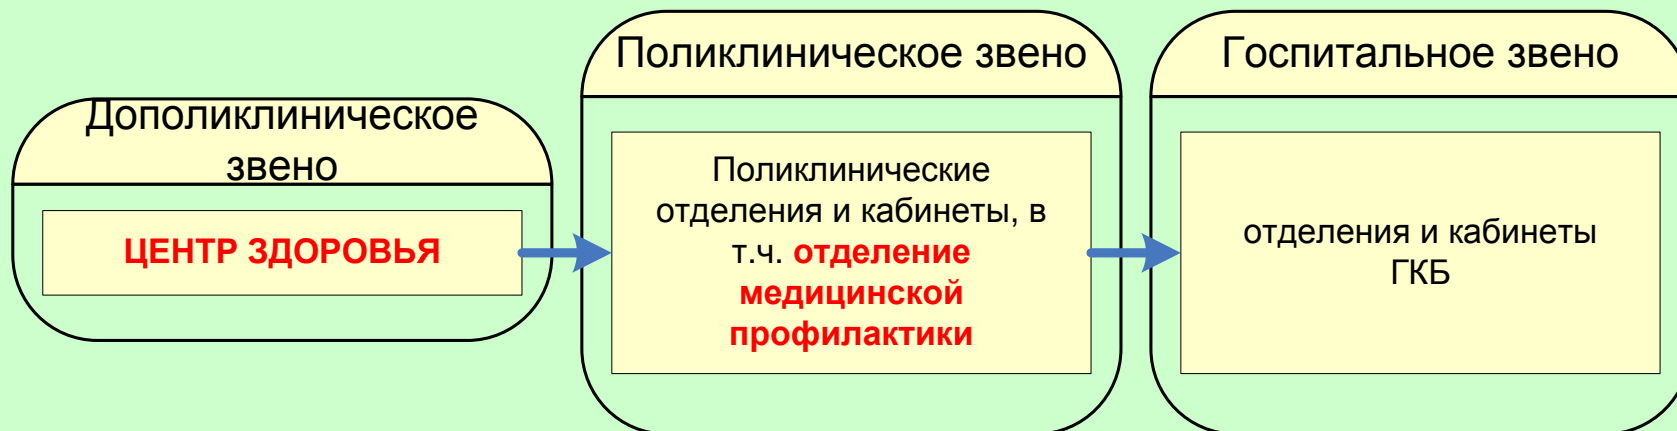 Дополиклиническое
звено
ЦЕНТР ЗДОРОВЬЯ
Поликлиническое звено
Поликлинические
отделения и кабинеты, в
т.ч. отделение
медицинской
профилактики
Госпитальное звено
отделения и кабинеты
ГКБ